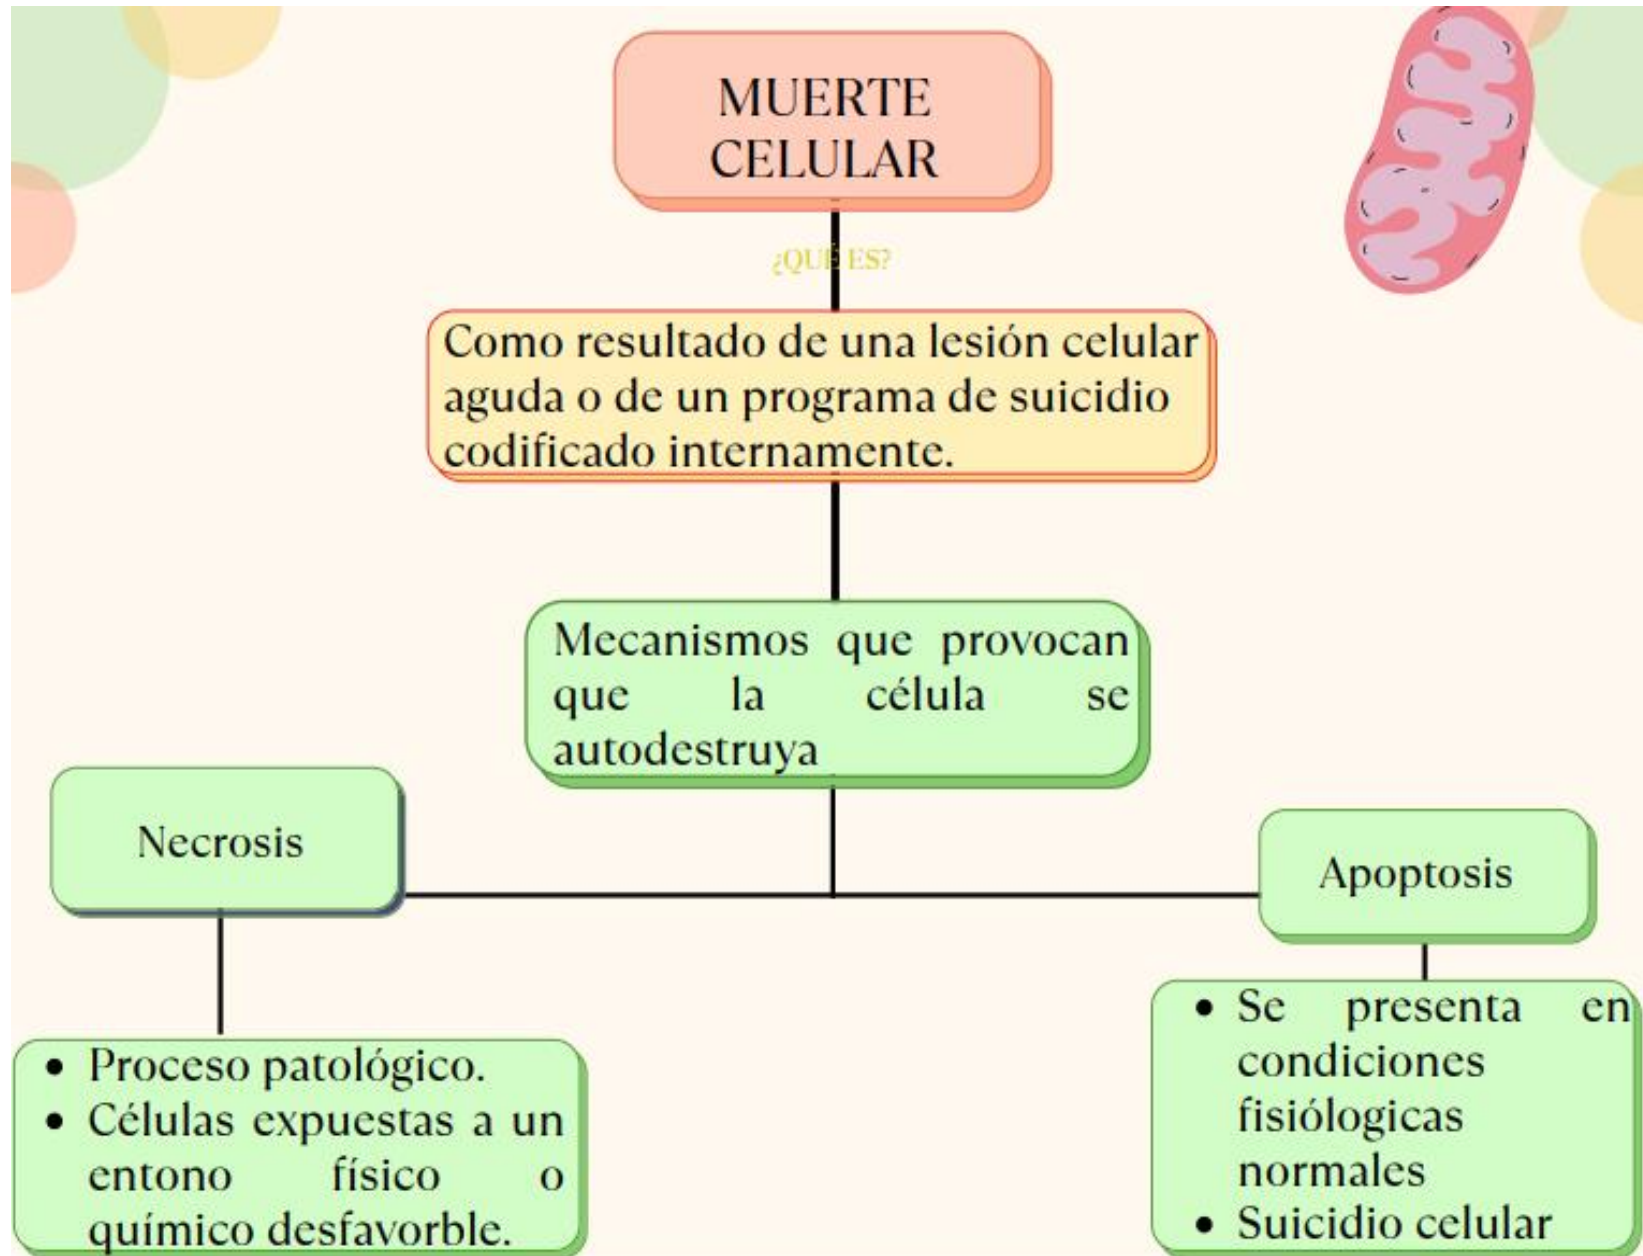 MUERTE
CELULAR
¿QUÉ ES?
Como resultado de una lesión celular
aguda o de un programa de suicidio
codificado internamente.
Mecanismos que provocan
que la célula se
autodestruya
Necrosis
Apoptosis
• Proceso patológico.
• Células expuestas a un
entono físico o
químico desfavorble.
• Se presenta en
condiciones
fisiólogicas
normales
• Suicidio celular